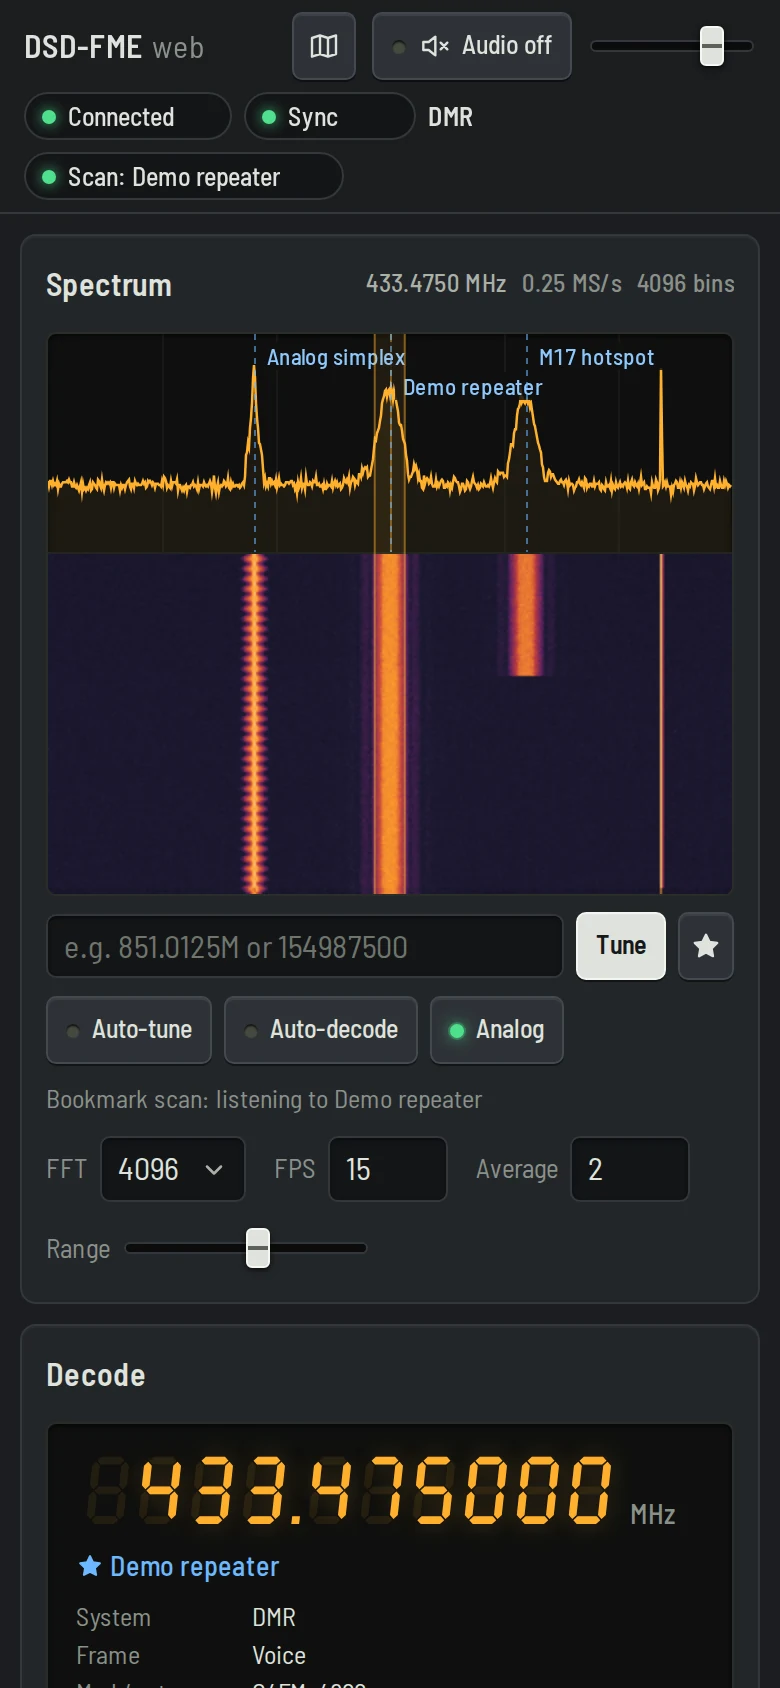 DSD-FME web
Audio off
Connected
Sync
DMR
Scan: Demo repeater
Spectrum
433.4750 MHz 0.25 MS/s 4096 bins
Analog simplex
M17 hotspot
Demo repeater
e.g. 851.0125M or 154987500
Tune
Auto-tune
Auto-decode
Analog
Bookmark scan: listening to Demo repeater
FFT 4096 FPS 15 Average 2
Range
Decode
433.475000 MHz
Demo repeater
System DMR
Frame Voice